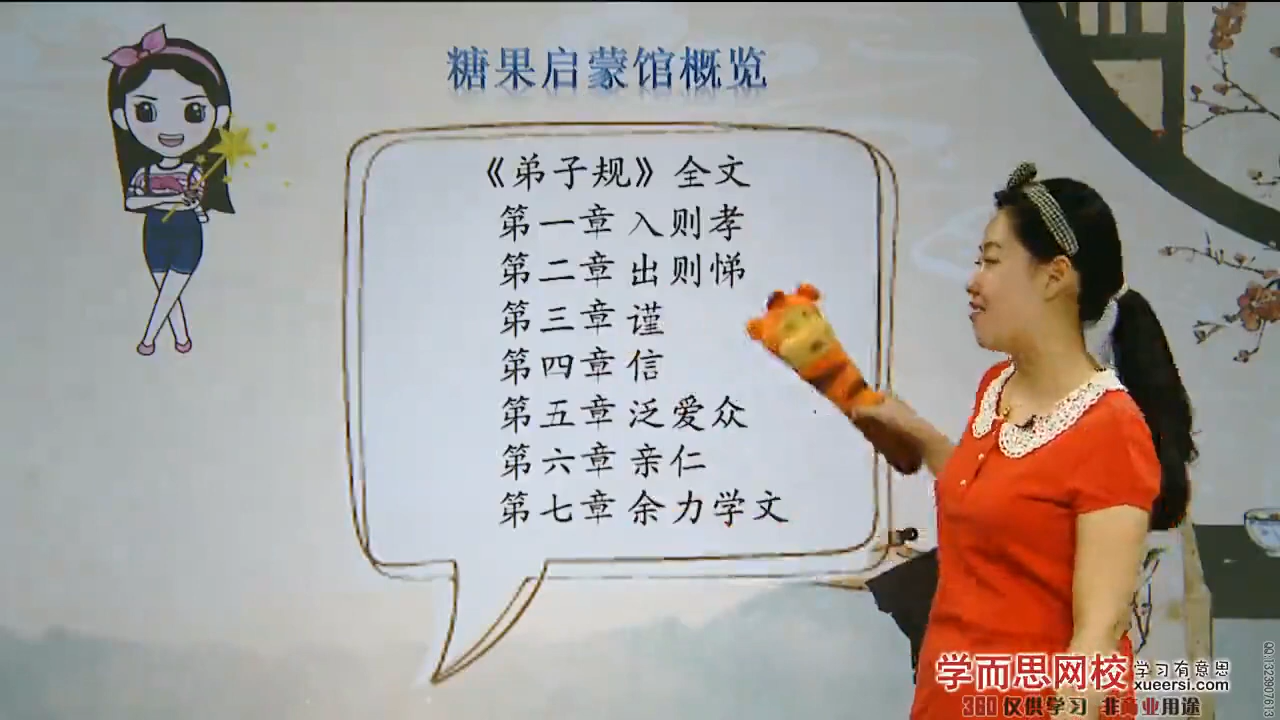 糖果启蒙馆概览
《弟子规》全文
第一章 入则孝
第二章 出则悌
第三章 谨
第四章 信
第五章 泛爱众
第六章 亲仁
第七章 余力学文
学而思网校 学习有意思
xueersi.com
360 仅供学习 非商业用途